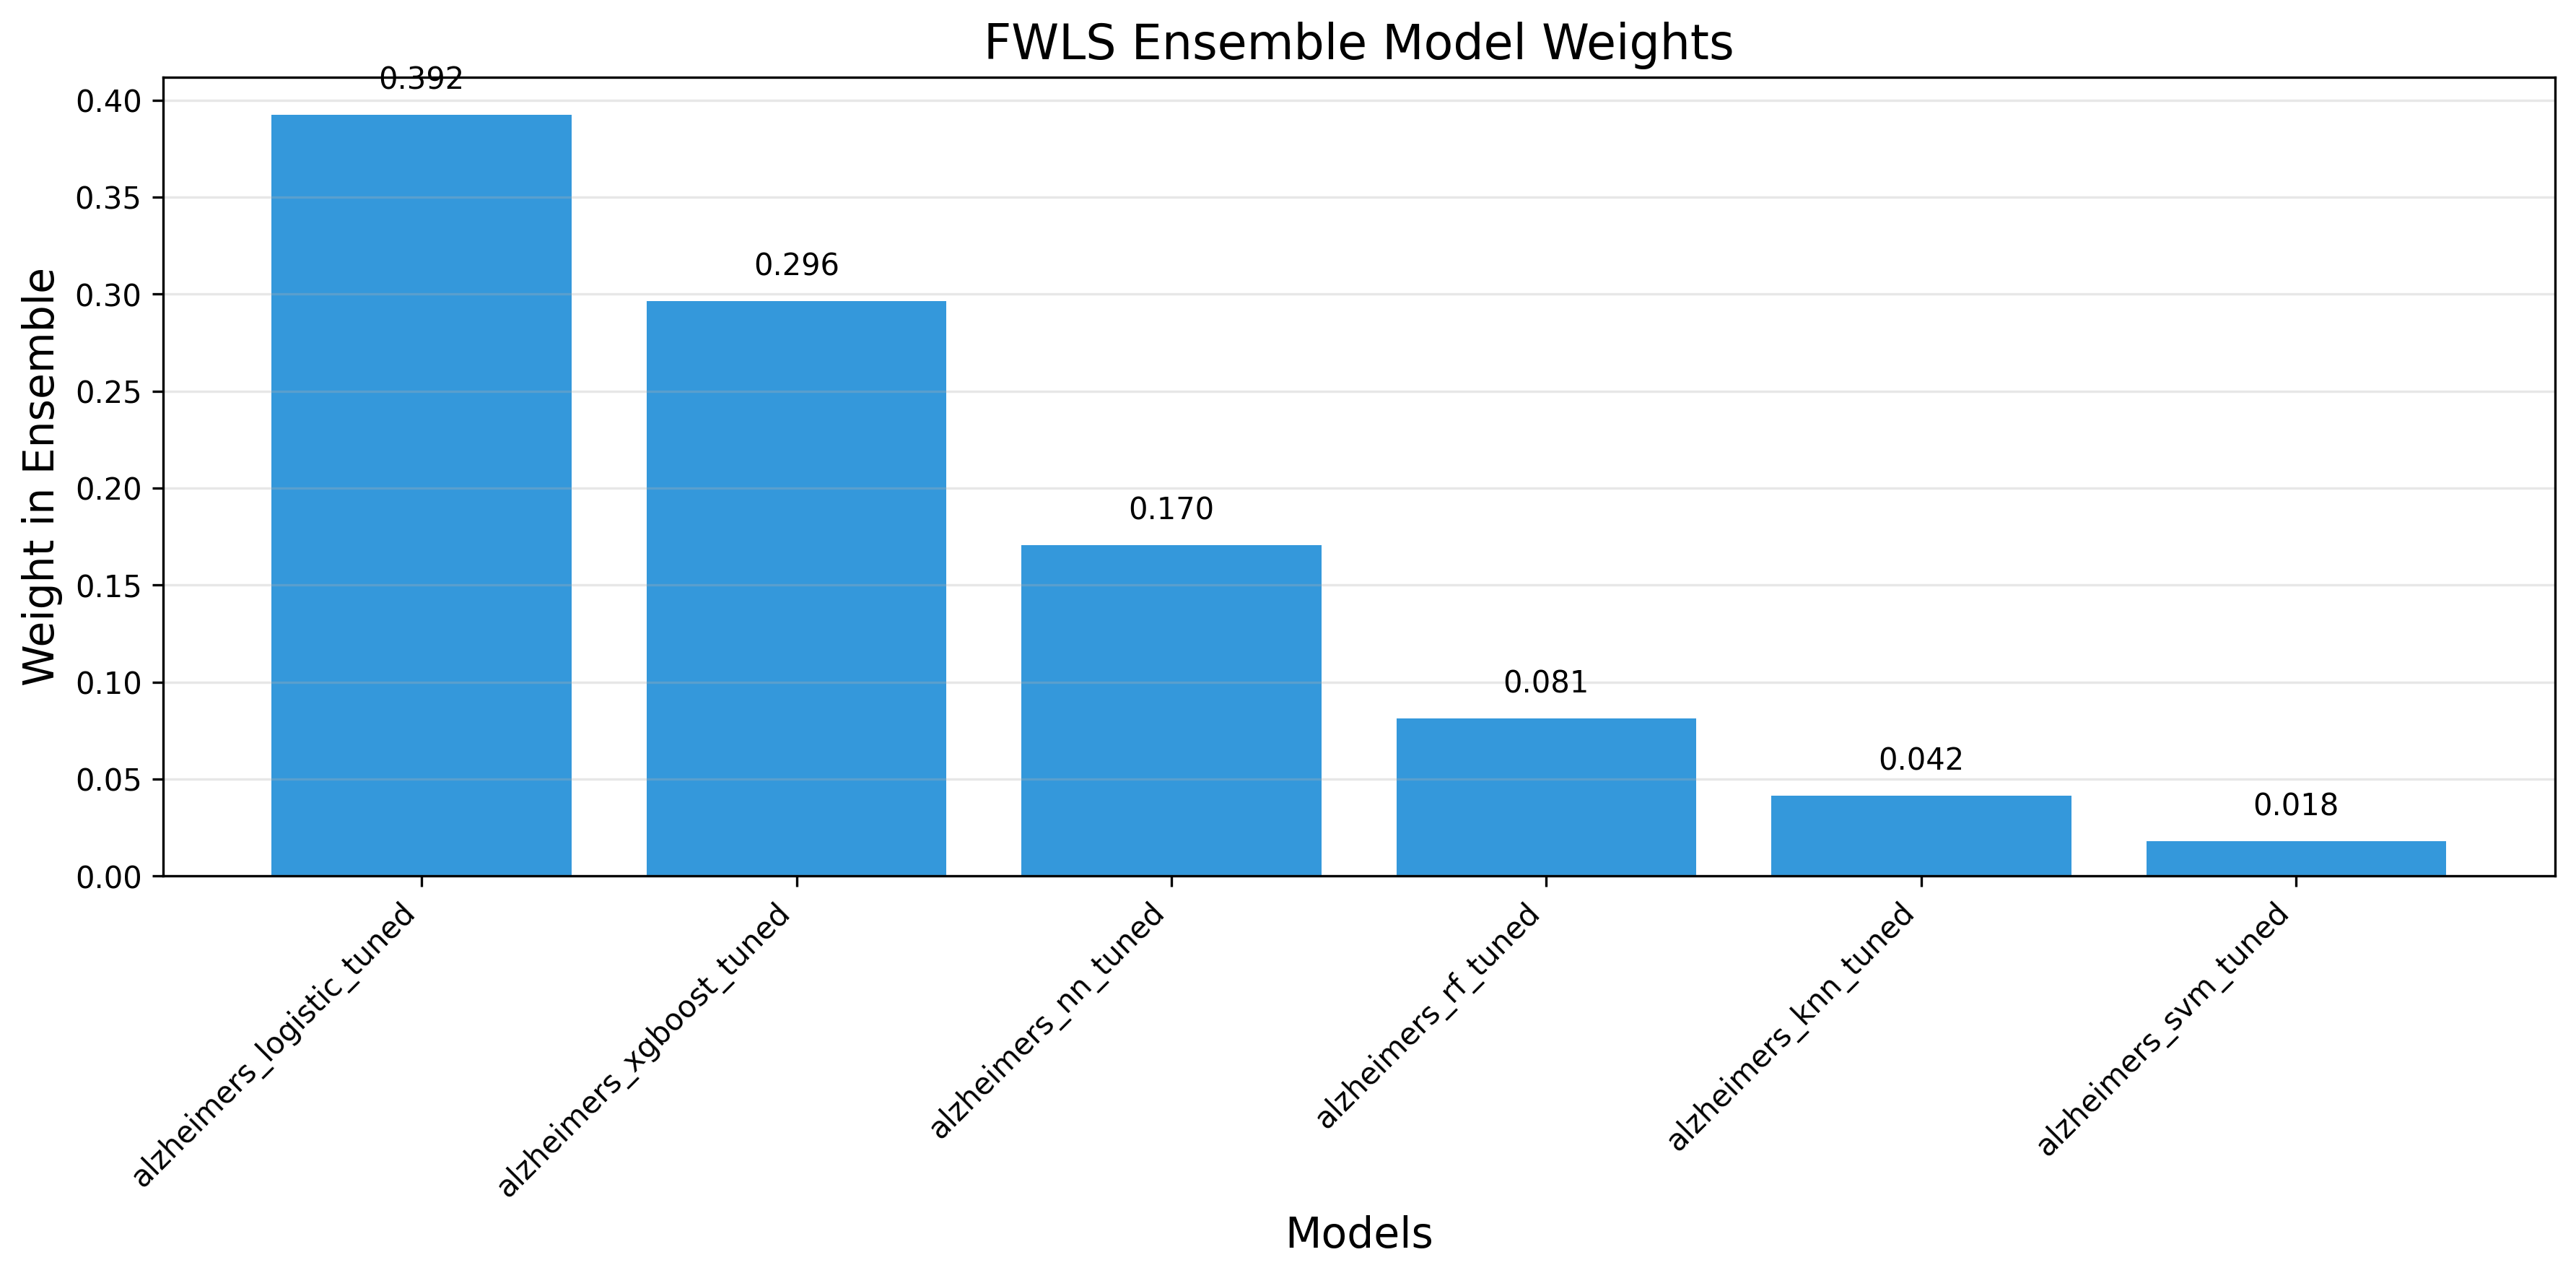 FWLS Ensemble Model Weights
Weight in Ensemble
0.40
0.35
0.30
0.25
0.20
0.15
0.10
0.05
0.00
0.392
0.296
0.170
0.081
0.042
0.018
alzheimers_logistic_tuned
alzheimers_xgboost_tuned
alzheimers_nn_tuned
alzheimers_rf_tuned
alzheimers_knn_tuned
alzheimers_svm_tuned
Models